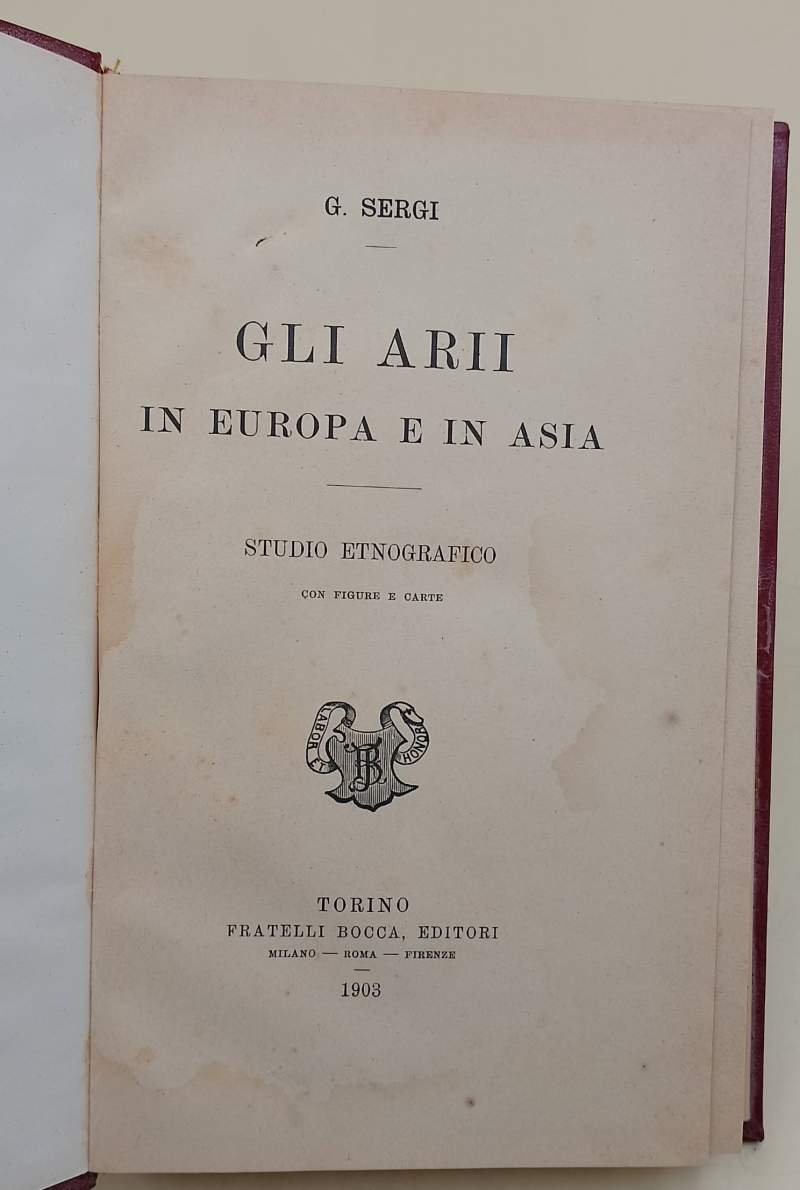 G. SERGI
GLI ARII
IN EUROPA E IN ASIA
STUDIO ETNOGRAFICO
CON FIGURE E CARTE
LABOR ET
HONOR
FB
TORINO
FRATELLI BOCCA, EDITORI
MILANO — ROMA — FIRENZE
1903